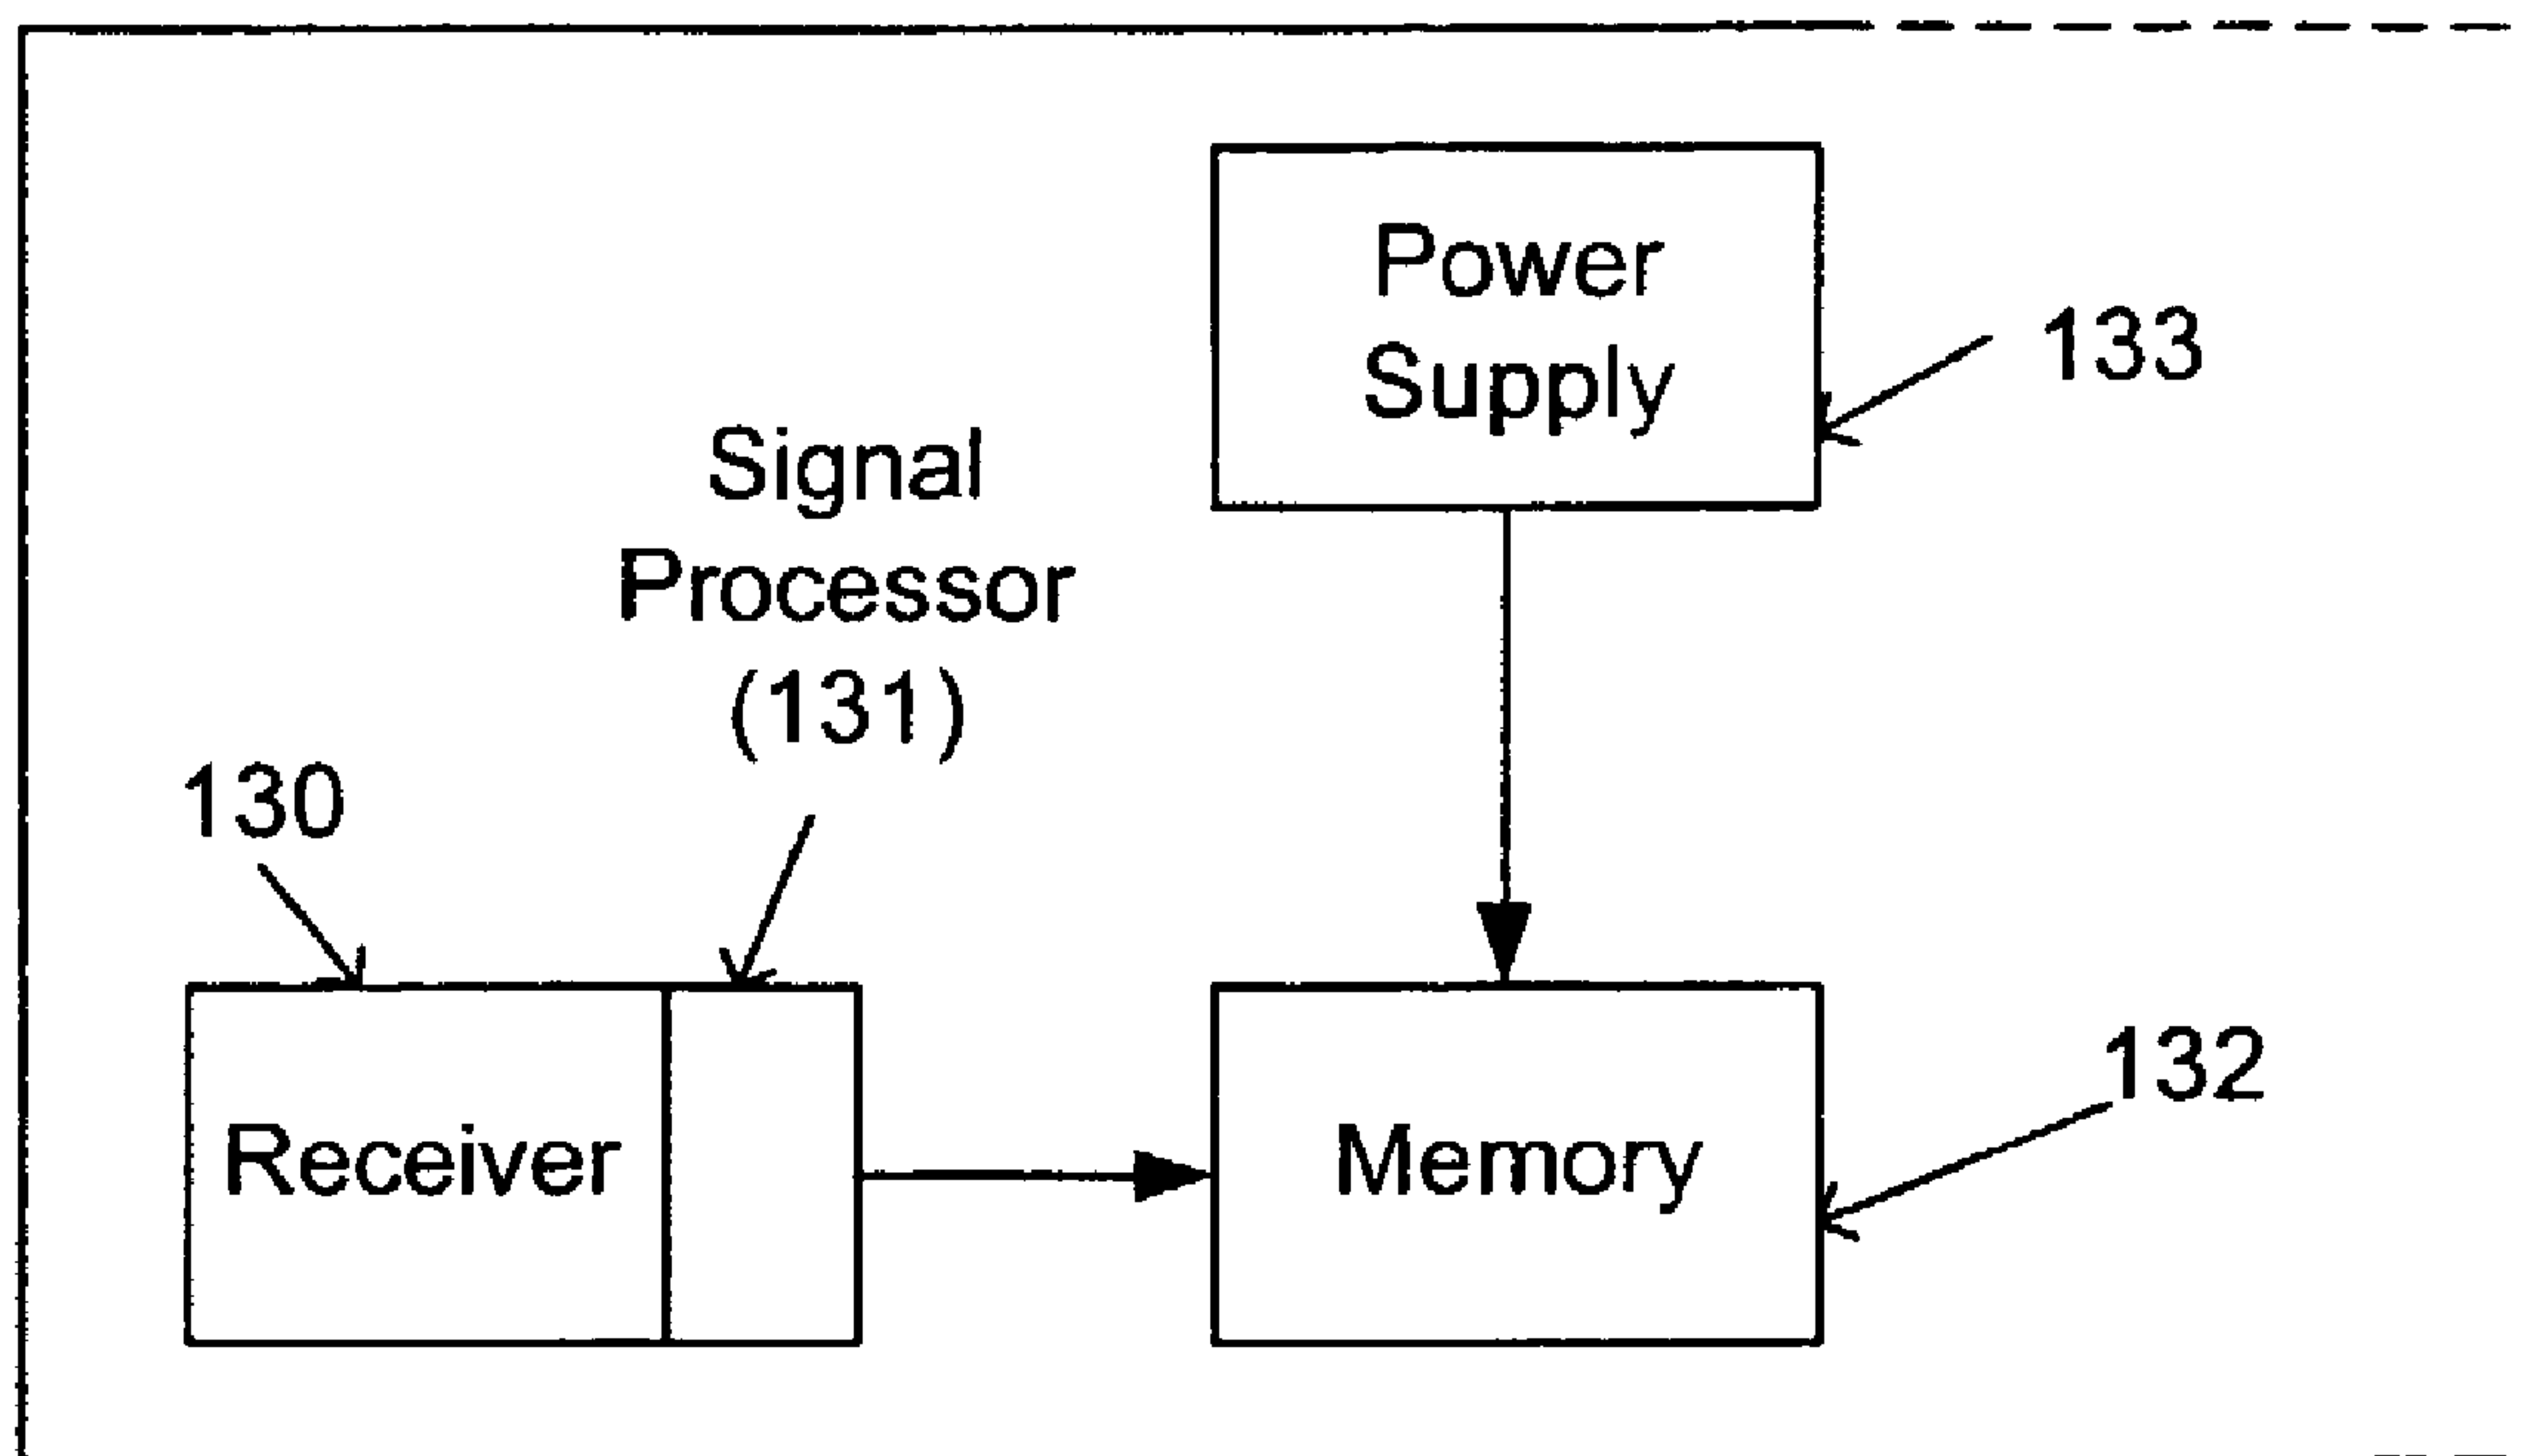 Power
Supply
133
Signal
Processor
(131)
130
Receiver
Memory
132